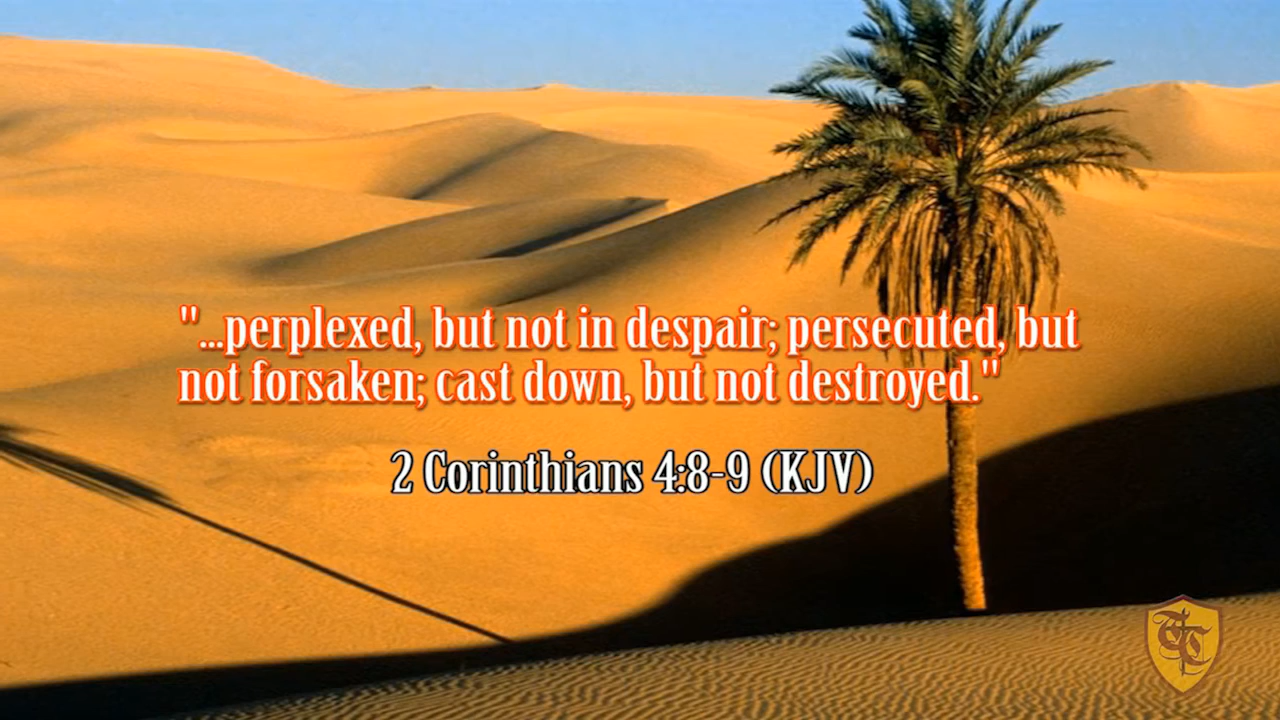 "...perplexed, but not in despair; persecuted, but
not forsaken; cast down, but not destroyed."
2 Corinthians 4:8-9 (KJV)